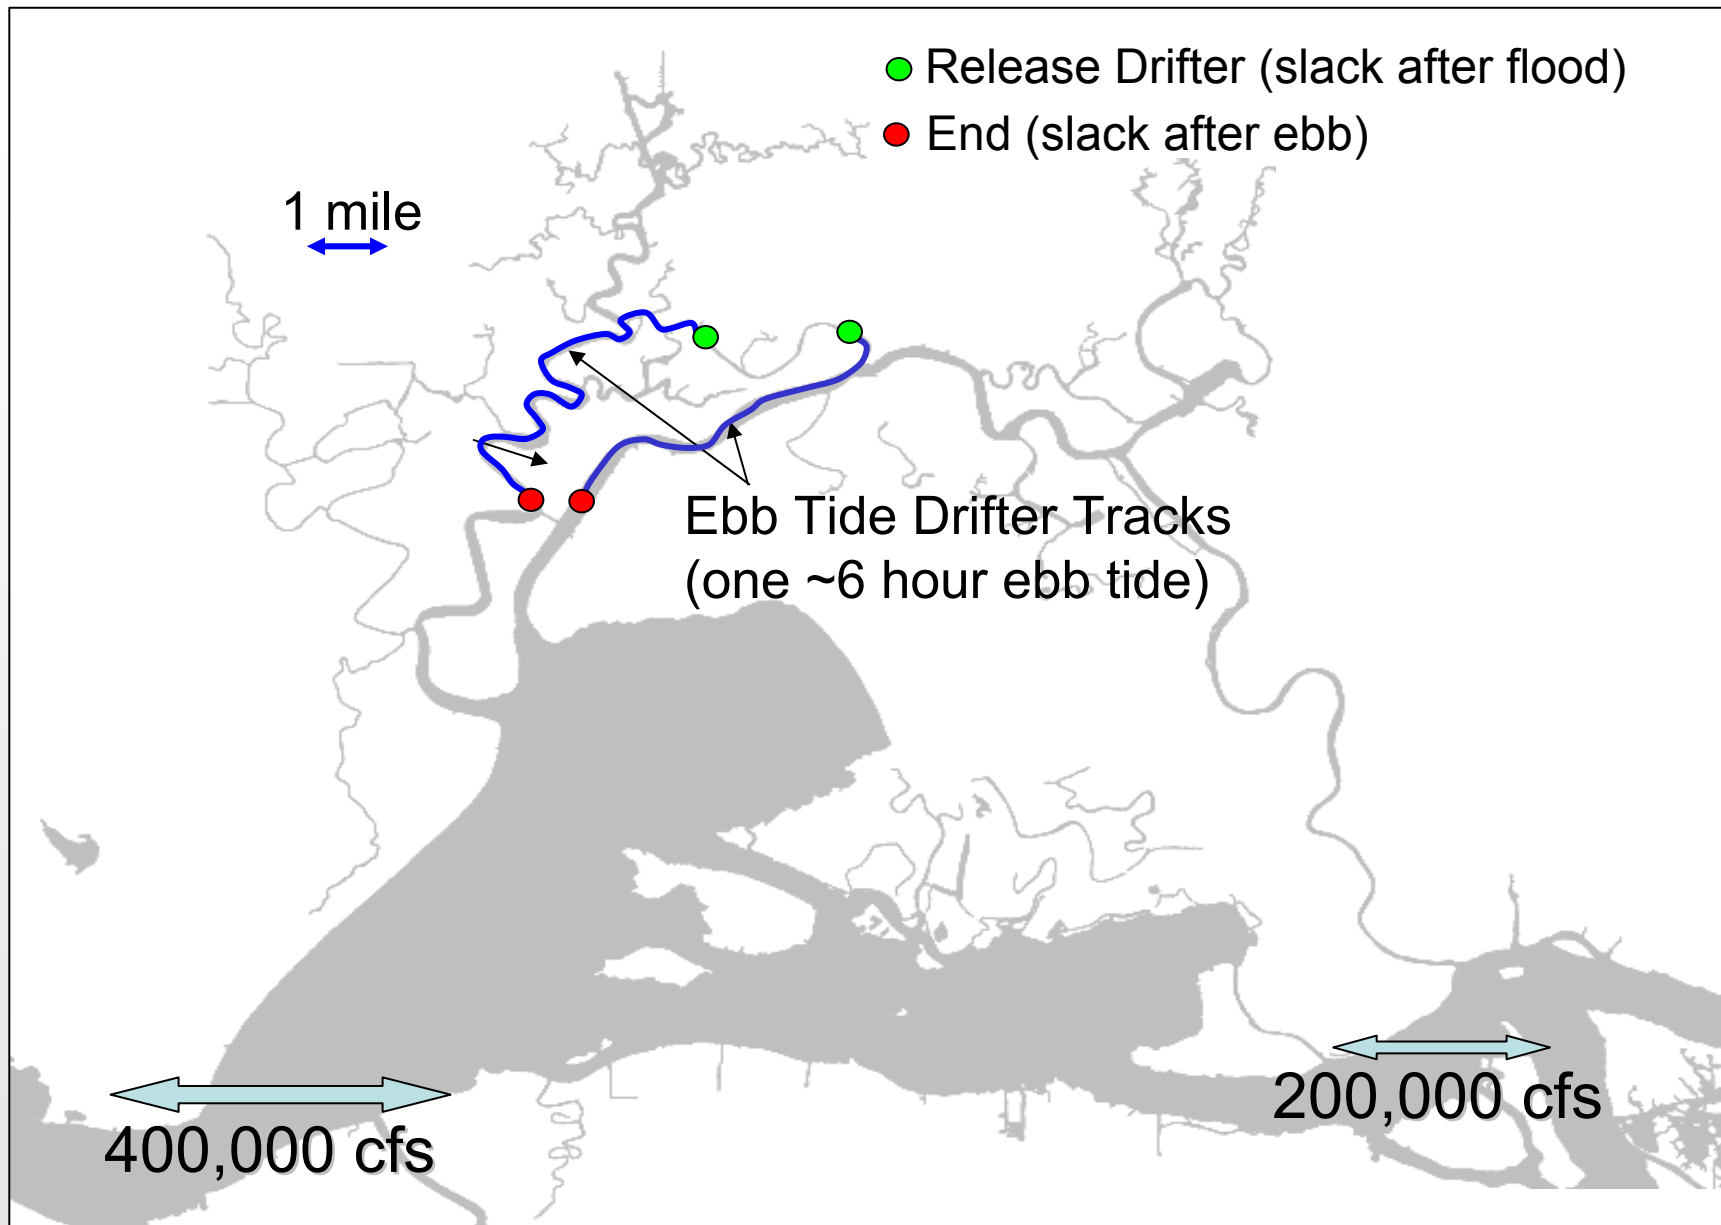 Release Drifter (slack after flood)
End (slack after ebb)
1 mile
Ebb Tide Drifter Tracks
(one ~6 hour ebb tide)
200,000 cfs
400,000 cfs